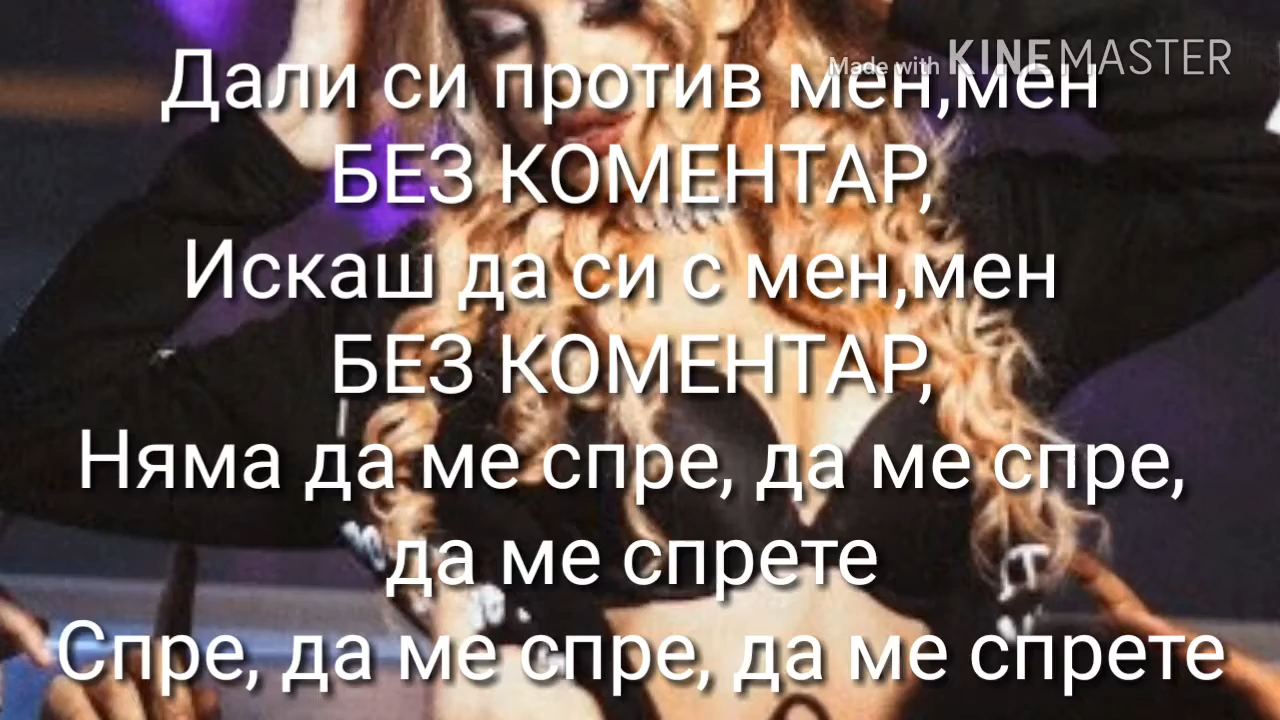 Made with KINEMASTER
Дали си против мен,мен
БЕЗ КОМЕНТАР,
Искаш да си с мен,мен
БЕЗ КОМЕНТАР,
Няма да ме спре, да ме спре,
да ме спрете
Спре, да ме спре, да ме спрете